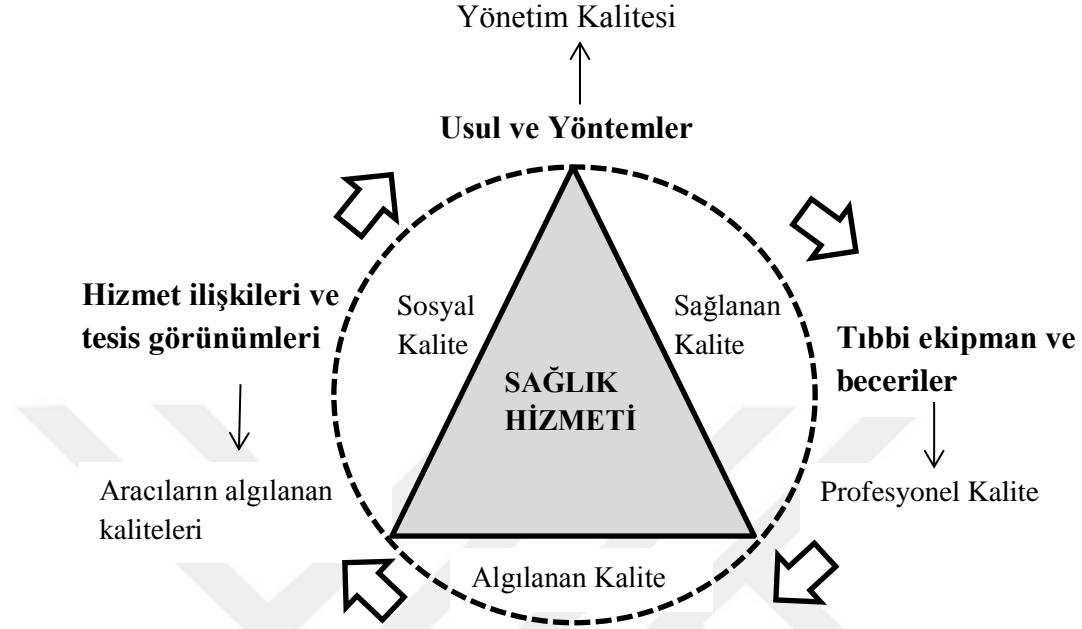 Yönetim Kalitesi
Usul ve Yöntemler
Hizmet ilişkileri ve
tesis görünümleri
Sosyal
Kalite
Sağlanan
Kalite
Tıbbi ekipman ve
beceriler
SAĞLIK
HİZMETİ
Aracıların algılanan
kaliteleri
Profesyonel Kalite
Algılanan Kalite